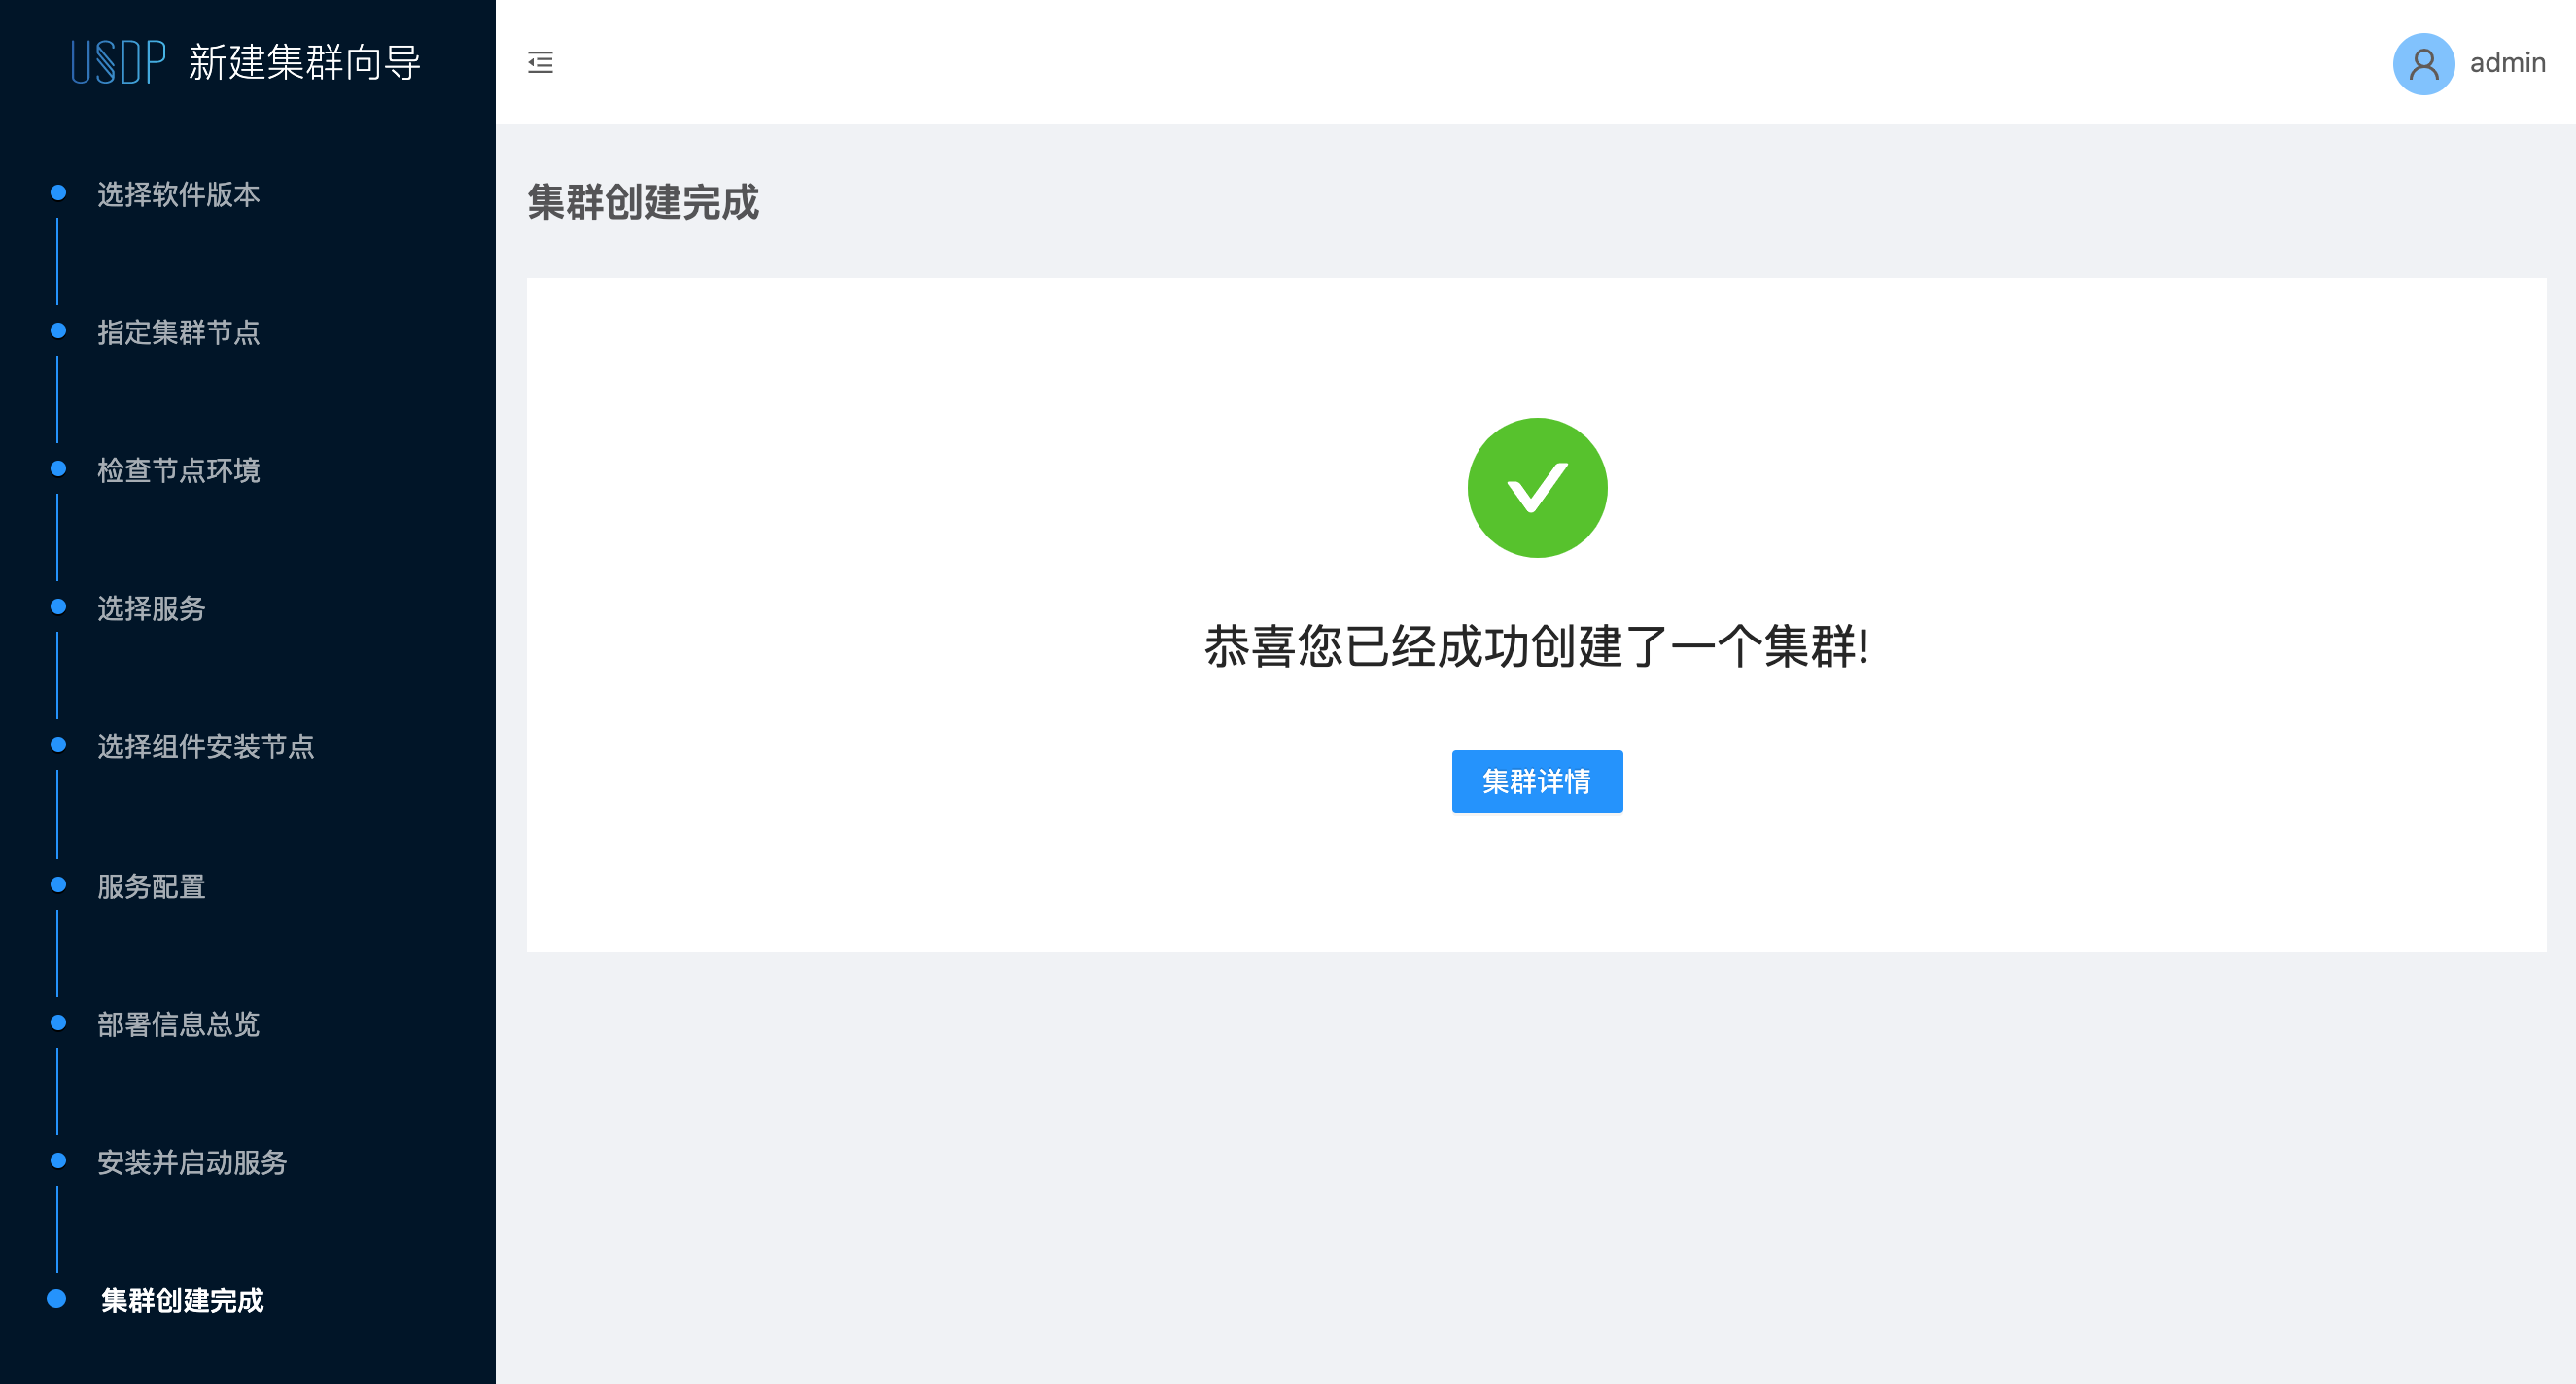 USDP 新建集群向导
admin
选择软件版本
指定集群节点
检查节点环境
选择服务
选择组件安装节点
服务配置
部署信息总览
安装并启动服务
集群创建完成
集群创建完成
恭喜您已经成功创建了一个集群!
集群详情